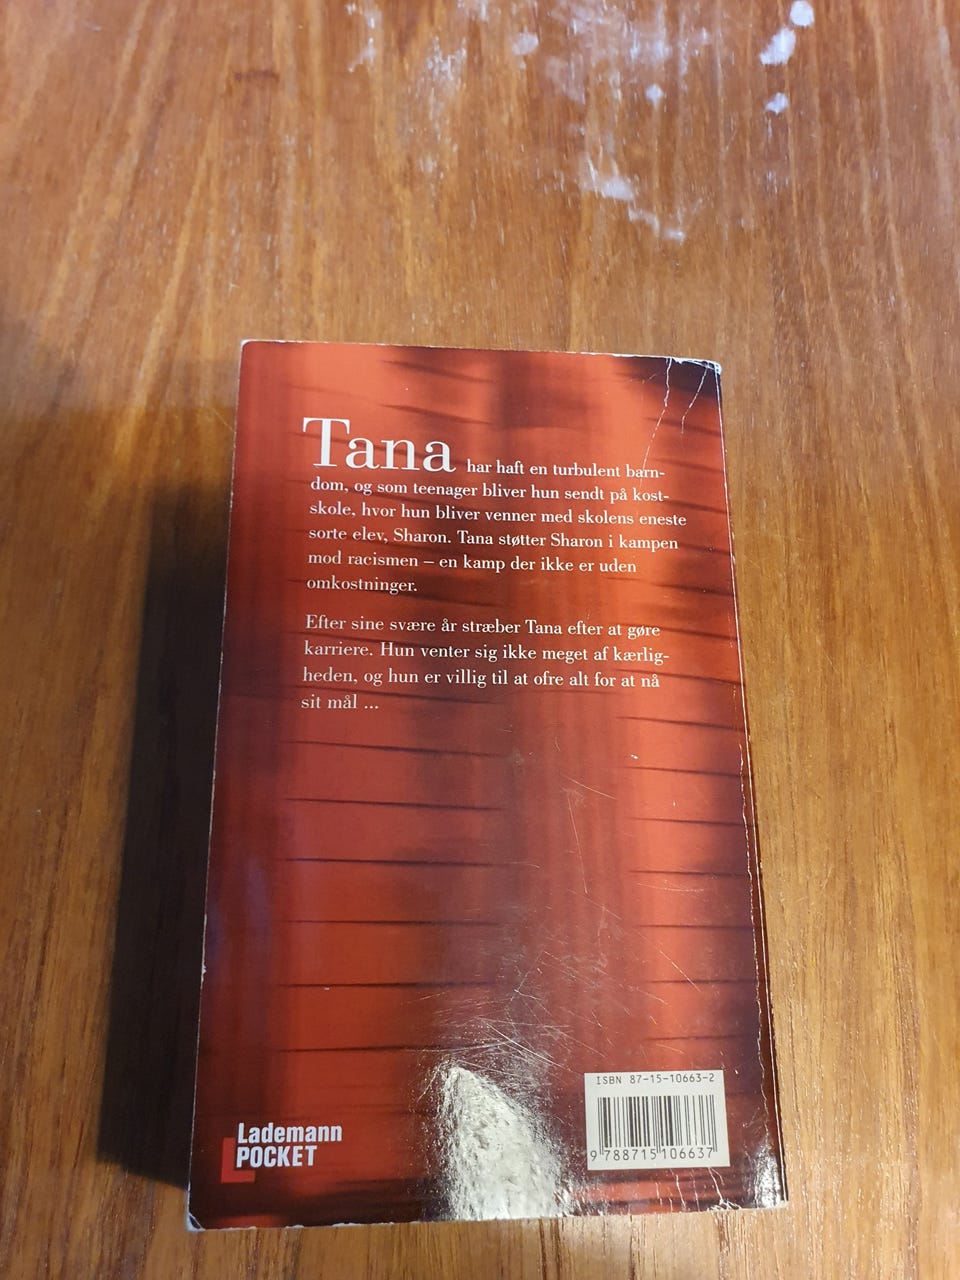 Tana har haft en turbulent barn-
dom, og som teenager bliver hun sendt på kost-
skole, hvor hun bliver venner med skolens eneste
sorte elev, Sharon. Tana støtter Sharon i kampen
mod racismen – en kamp der ikke er uden
omkostninger.
Efter sine svære år stræber Tana efter at gøre
karriere. Hun venter sig ikke meget af kærlig-
heden, og hun er villig til at ofre alt for at nå
sit mål ...
ISBN 87-15-10663-2
9 788715 106637
Lademann
POCKET